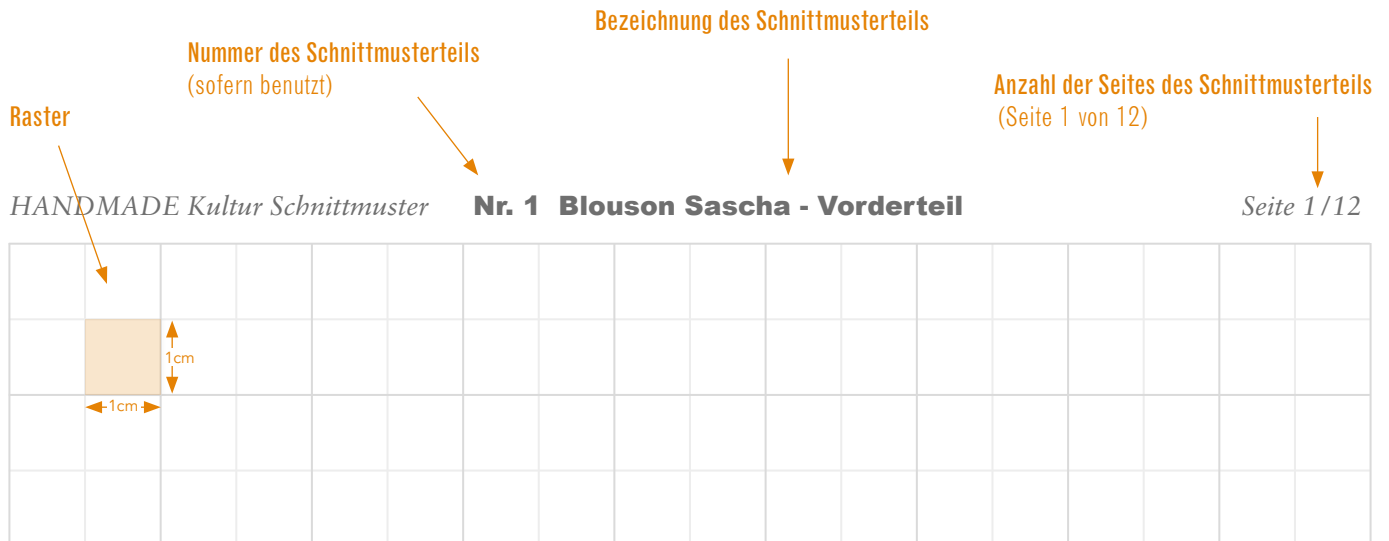 Bezeichnung des Schnittmusterteils
Nummer des Schnittmusterteils
(sofern benutzt)
Anzahl der Seites des Schnittmusterteils
(Seite 1 von 12)
Raster
HANDMADE Kultur Schnittmuster Nr. 1 Blouson Sascha - Vorderteil Seite 1/12
1cm
1cm